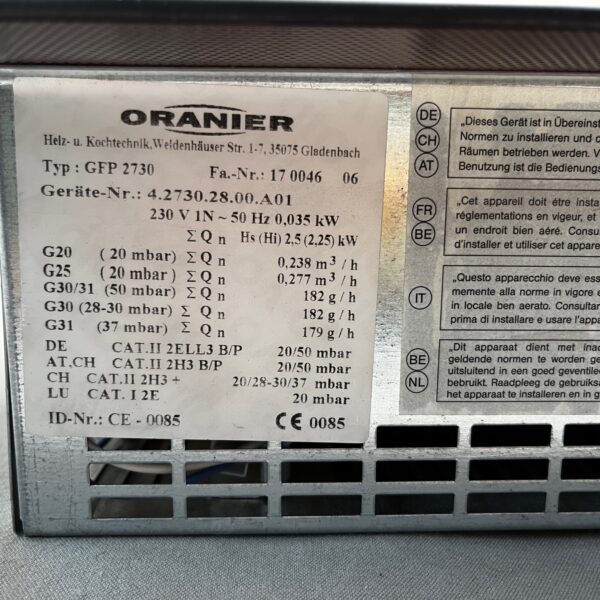 ORANIER
Heiz- u. Kochtechnik,Weidenhäuser Str. 1-7, 35075 Gladenbach
Typ : GFP 2730 Fa.-Nr.: 17 0046 06
Geräte-Nr.: 4.2730.28.00.A01
230 V 1N ~ 50 Hz 0,035 kW
Σ Q n Hs (Hi) 2,5 (2,25) kW
G20 ( 20 mbar) Σ Q n 0,238 m³ / h
G25 ( 20 mbar) Σ Q n 0,277 m³ / h
G30/31 (50 mbar) Σ Q n 182 g / h
G30 (28-30 mbar) Σ Q n 182 g / h
G31 (37 mbar) Σ Q n 179 g / h
DE CAT.II 2ELL3 B/P 20/50 mbar
AT,CH CAT.II 2H3 B/P 20/50 mbar
CH CAT.II 2H3 + 20/28-30/37 mbar
LU CAT. I 2E 20 mbar
ID-Nr.: CE - 0085 CE 0085
DE
CH
AT
„Dieses Gerät ist in Übereinst
Normen zu installieren und d
Räumen betrieben werden. V
Benutzung ist die Bedienungs
FR
BE
„Cet appareil doit être insta
réglementations en vigueur, et
un endroit bien aéré. Consu
d'installer et utiliser cet appare
IT
„Questo apparecchio deve ess
memente alla norme in vigore e
in locale ben aerato. Consultar
prima di installare e usare l'appa
BE
NL
„Dit apparaat dient met inac
geldende normen te worden ge
uitsluitend in een goed geventilee
bebruikt. Raadpleeg de gebruiksa
het apparaat te installeren en in g